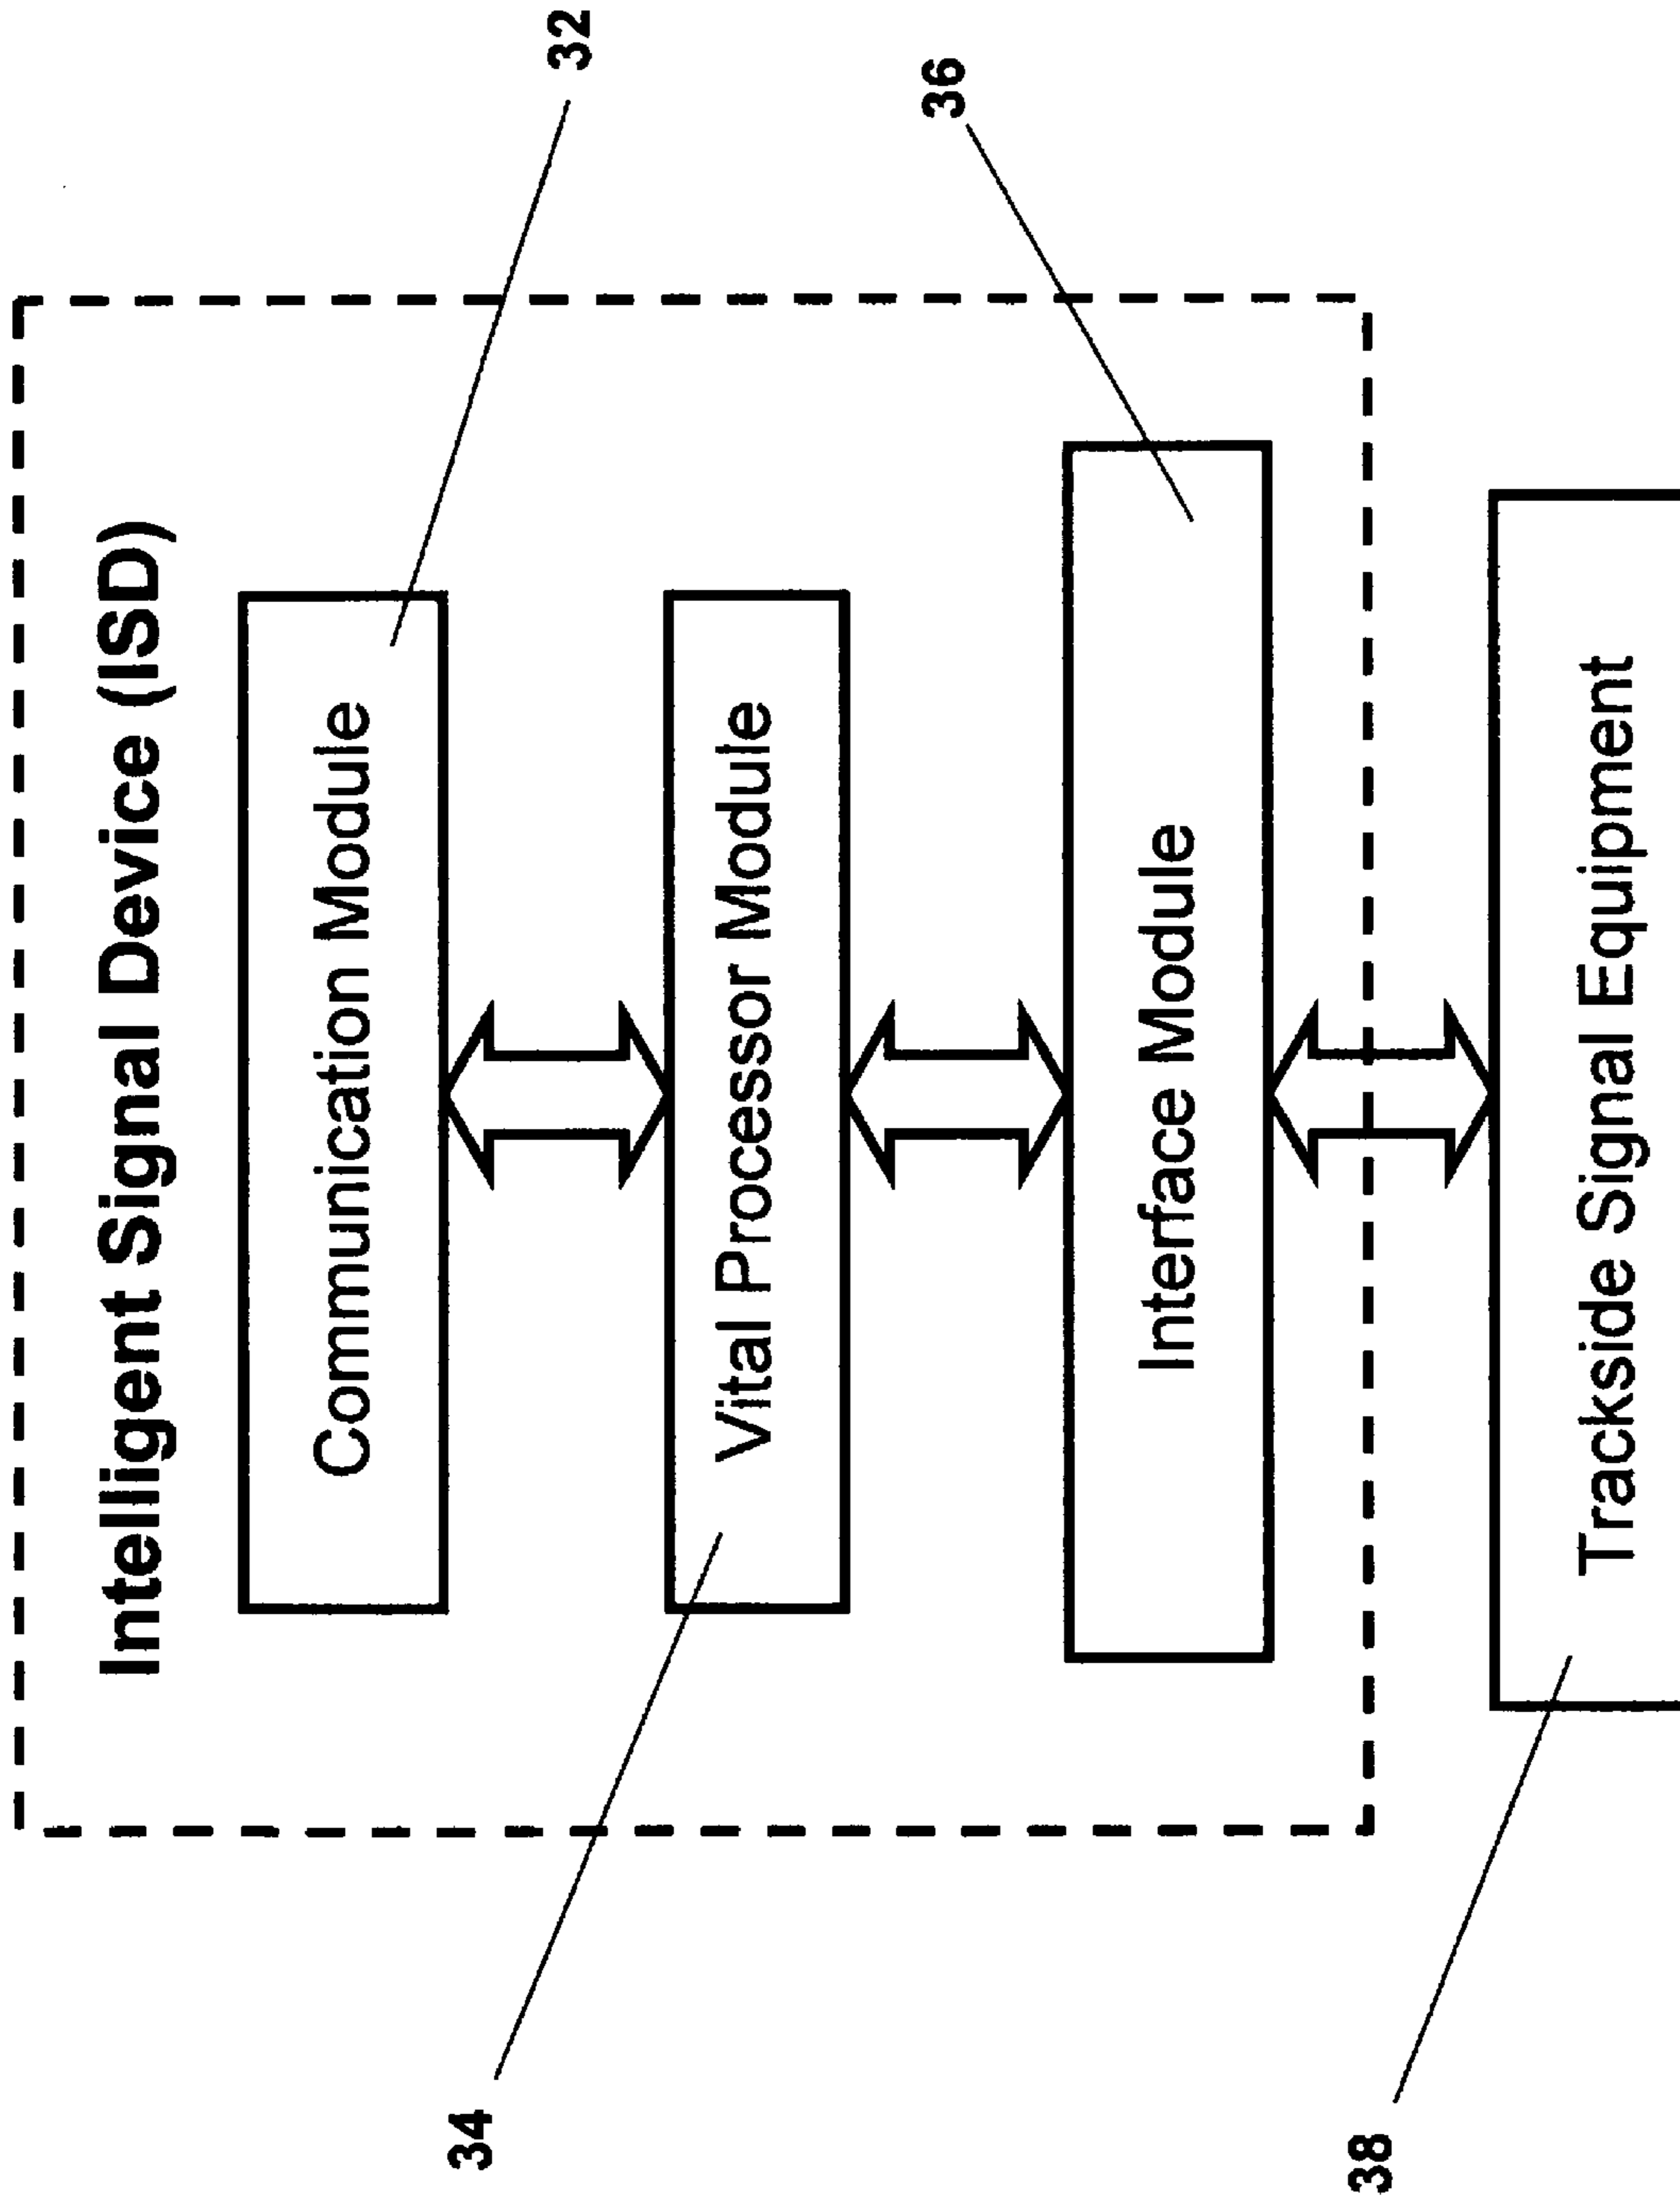 Intelligent Signal Device (ISD)
Communication Module
32
Vital Processor Module
34
Interface Module
36
Trackside Signal Equipment
38